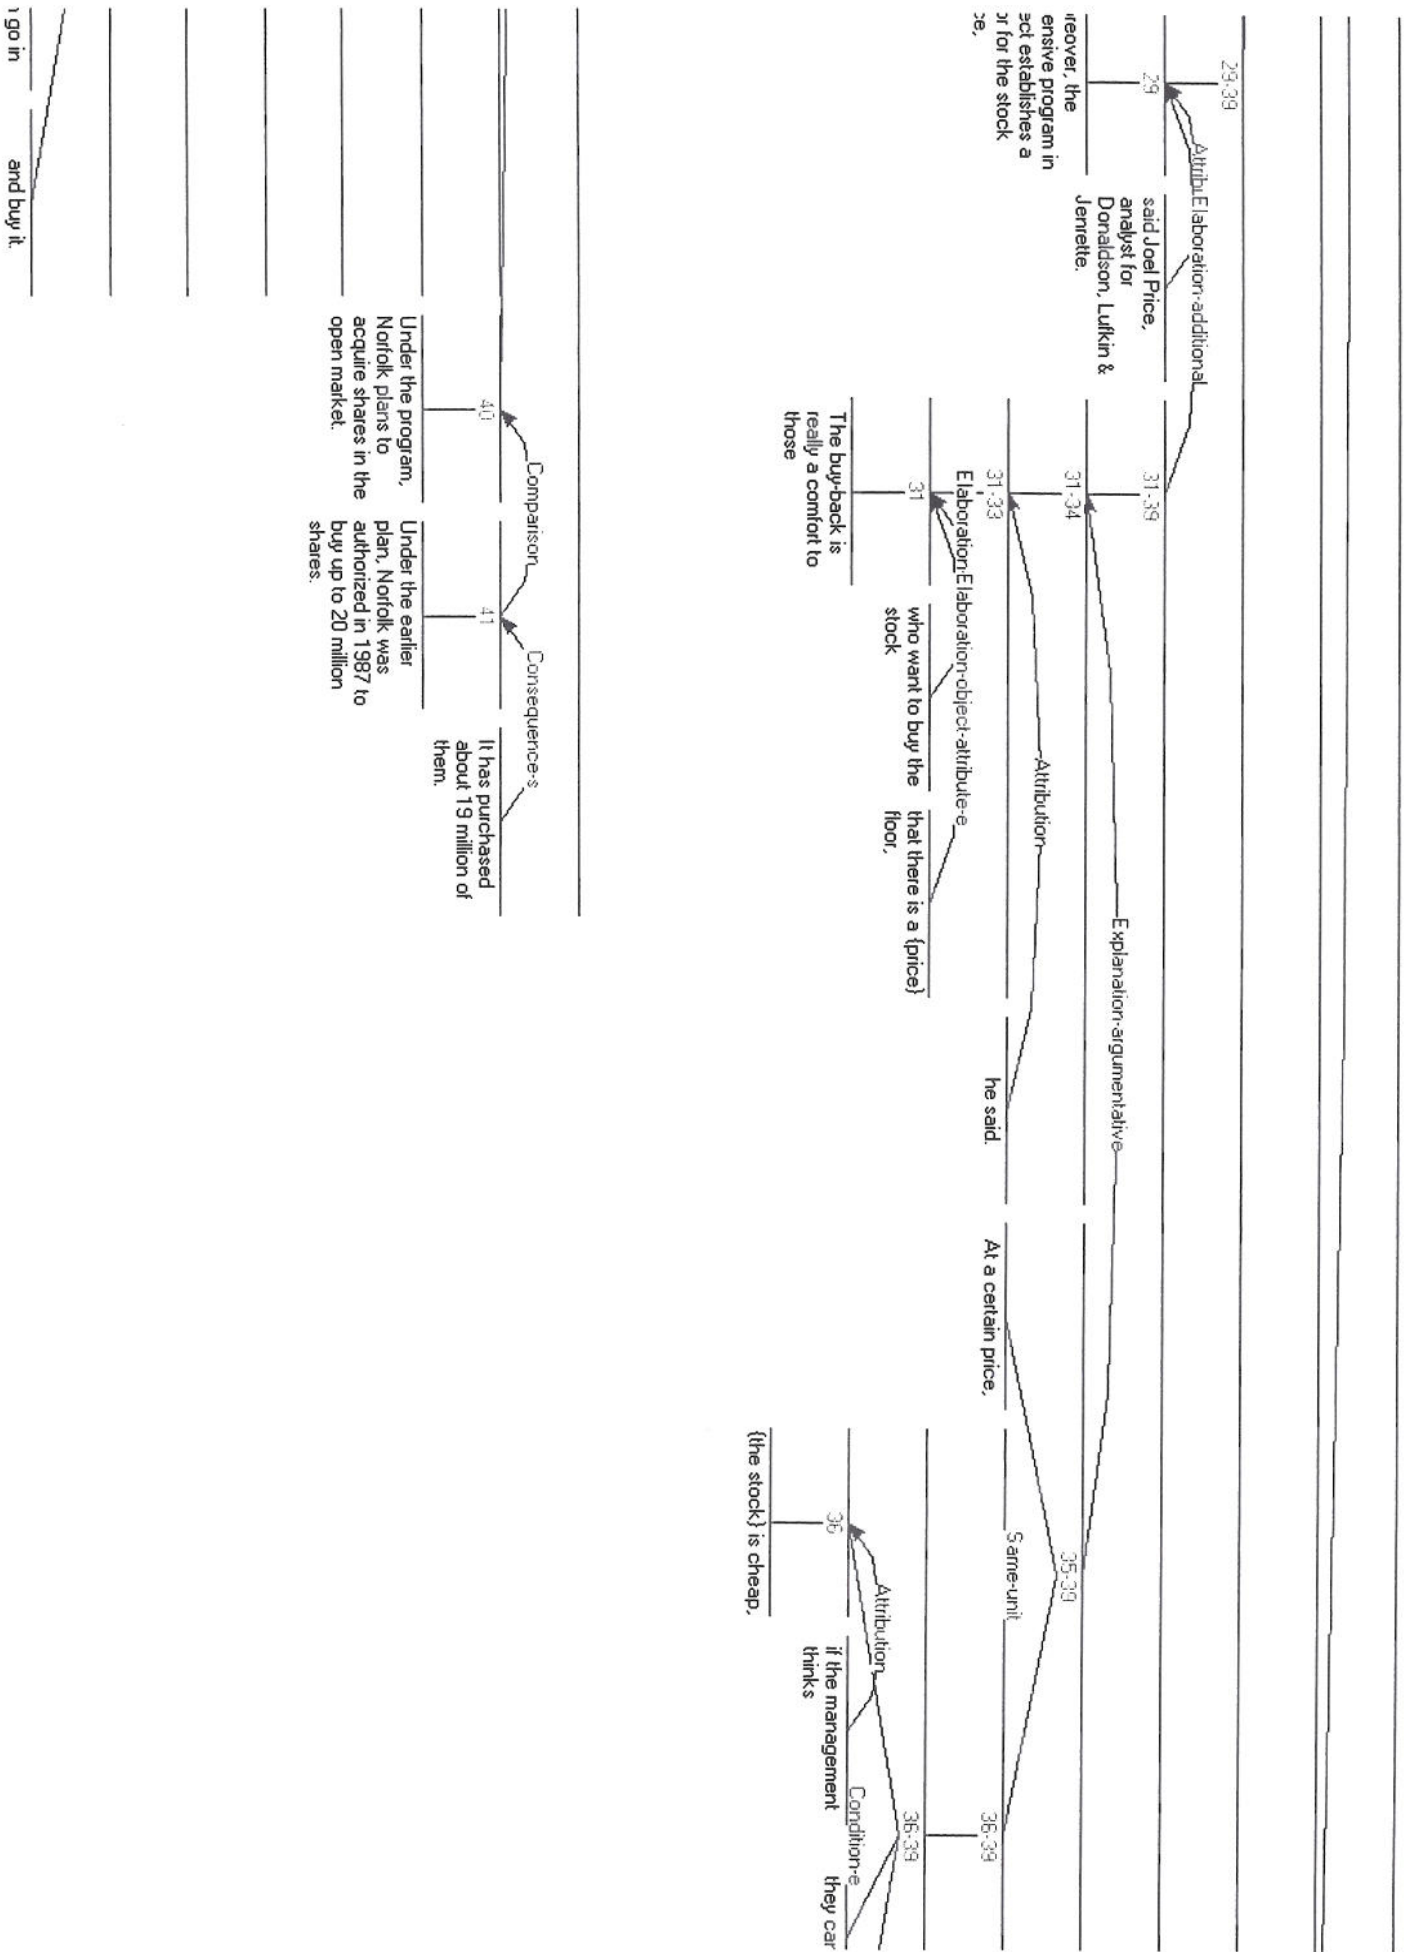 29-39
29
Attribu
Elaboration-additional
reover, the
ensive program in
ect establishes a
or for the stock
ce,
said Joel Price,
analyst for
Donaldson, Lufkin &
Jenrette.
31-39
31-34
Explanation-argumentative
31-33
Attribution
31
Elaboration-
Elaboration-object-attribute-e
The buy-back is
really a comfort to
those
who want to buy the
stock
that there is a {price}
floor,
he said.
35-39
Same-unit
At a certain price,
36-39
36-39
36
Attribution
Condition-e
{the stock} is cheap,
if the management
thinks
they car
40
Comparison
41
Consequence-s
Under the program,
Norfolk plans to
acquire shares in the
open market.
Under the earlier
plan, Norfolk was
authorized in 1987 to
buy up to 20 million
shares.
It has purchased
about 19 million of
them.
go in
and buy it.